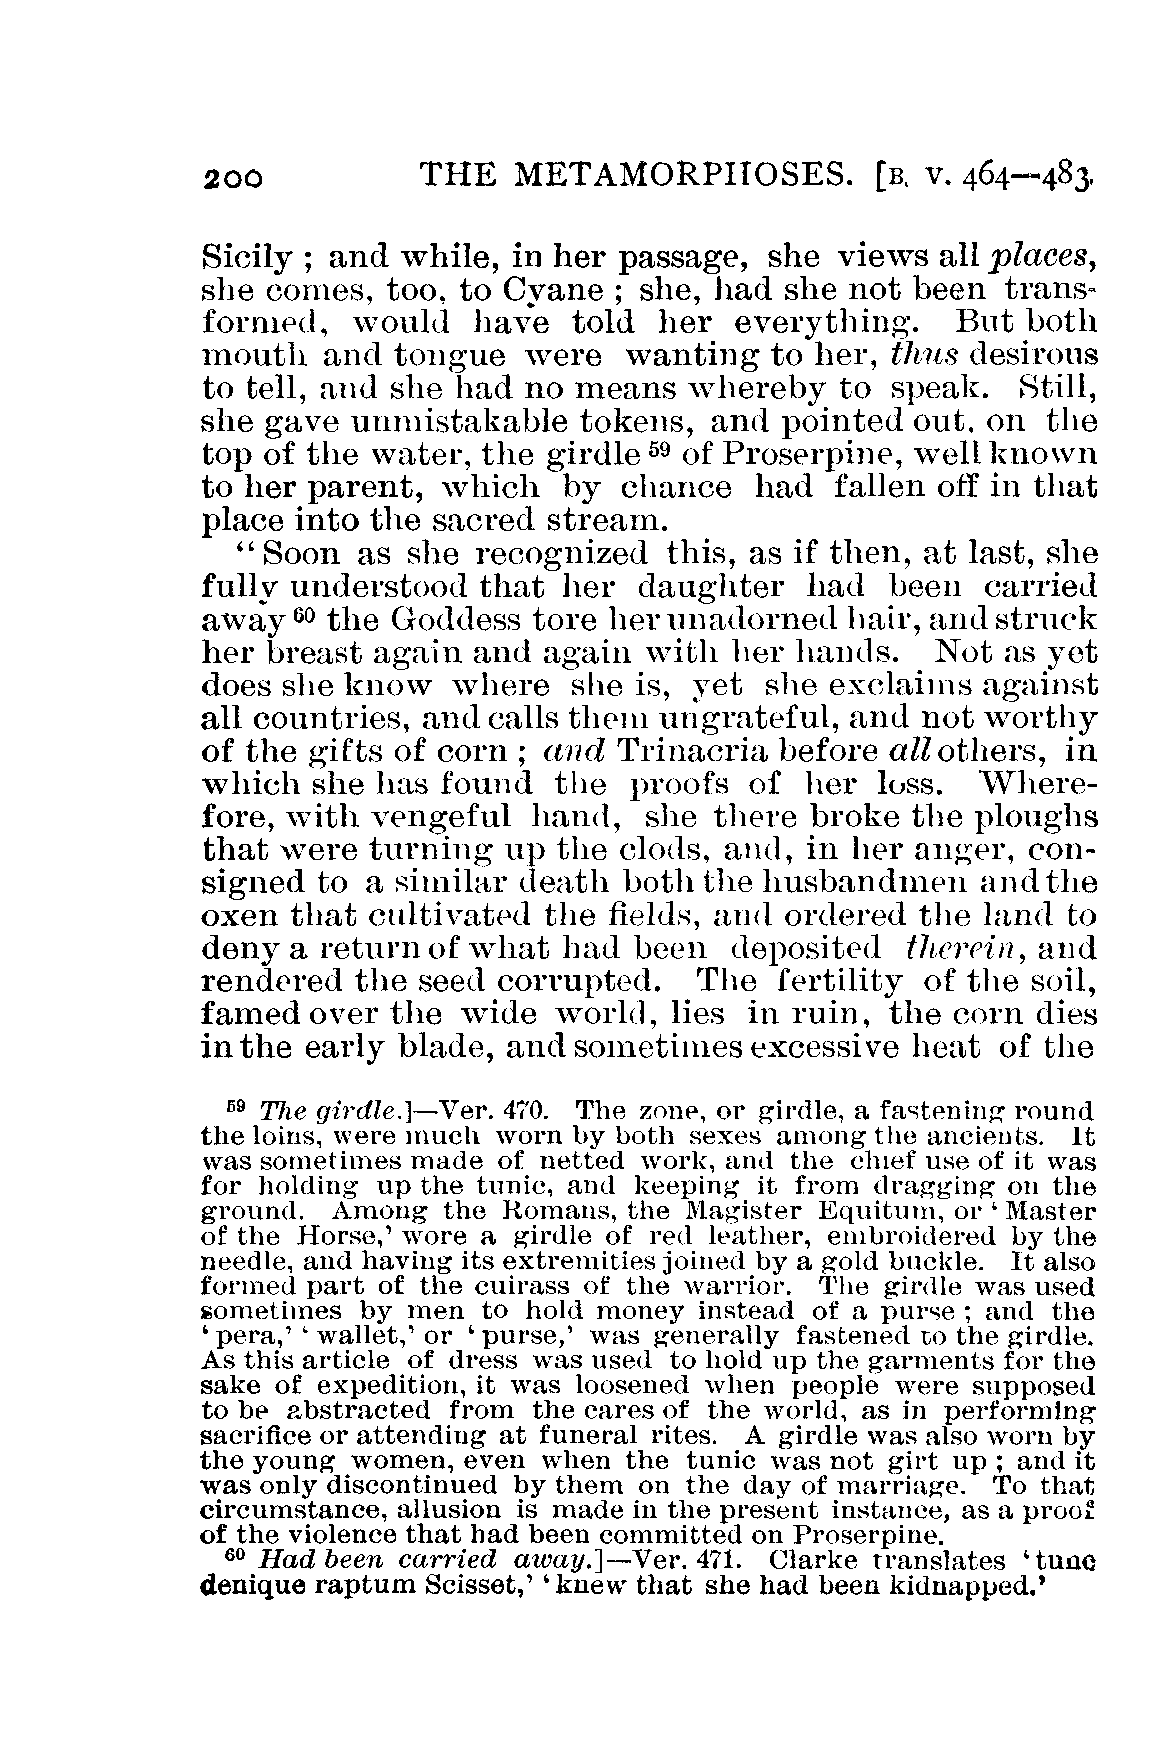 200 THE METAMORPHOSES. [B. V. 464—483.
Sicily ; and while, in her passage, she views all places,
she comes, too, to Cyane ; she, had she not been trans-
formed, would have told her everything. But both
mouth and tongue were wanting to her, thus desirous
to tell, and she had no means whereby to speak. Still,
she gave unmistakable tokens, and pointed out, on the
top of the water, the girdle ⁵⁹ of Proserpine, well known
to her parent, which by chance had fallen off in that
place into the sacred stream.
“Soon as she recognized this, as if then, at last, she
fully understood that her daughter had been carried
away ⁶⁰ the Goddess tore her unadorned hair, and struck
her breast again and again with her hands. Not as yet
does she know where she is, yet she exclaims against
all countries, and calls them ungrateful, and not worthy
of the gifts of corn ; and Trinacria before all others, in
which she has found the proofs of her loss. Where-
fore, with vengeful hand, she there broke the ploughs
that were turning up the clods, and, in her anger, con-
signed to a similar death both the husbandmen and the
oxen that cultivated the fields, and ordered the land to
deny a return of what had been deposited therein, and
rendered the seed corrupted. The fertility of the soil,
famed over the wide world, lies in ruin, the corn dies
in the early blade, and sometimes excessive heat of the
⁵⁹ The girdle.]—Ver. 470. The zone, or girdle, a fastening round
the loins, were much worn by both sexes among the ancients. It
was sometimes made of netted work, and the chief use of it was
for holding up the tunic, and keeping it from dragging on the
ground. Among the Romans, the Magister Equitum, or ‘Master
of the Horse,’ wore a girdle of red leather, embroidered by the
needle, and having its extremities joined by a gold buckle. It also
formed part of the cuirass of the warrior. The girdle was used
sometimes by men to hold money instead of a purse ; and the
‘pera,’ ‘wallet,’ or ‘purse,’ was generally fastened to the girdle.
As this article of dress was used to hold up the garments for the
sake of expedition, it was loosened when people were supposed
to be abstracted from the cares of the world, as in performing
sacrifice or attending at funeral rites. A girdle was also worn by
the young women, even when the tunic was not girt up ; and it
was only discontinued by them on the day of marriage. To that
circumstance, allusion is made in the present instance, as a proof
of the violence that had been committed on Proserpine.
⁶⁰ Had been carried away.]—Ver. 471. Clarke translates ‘tunc
denique raptum Scisset,’ ‘knew that she had been kidnapped.’